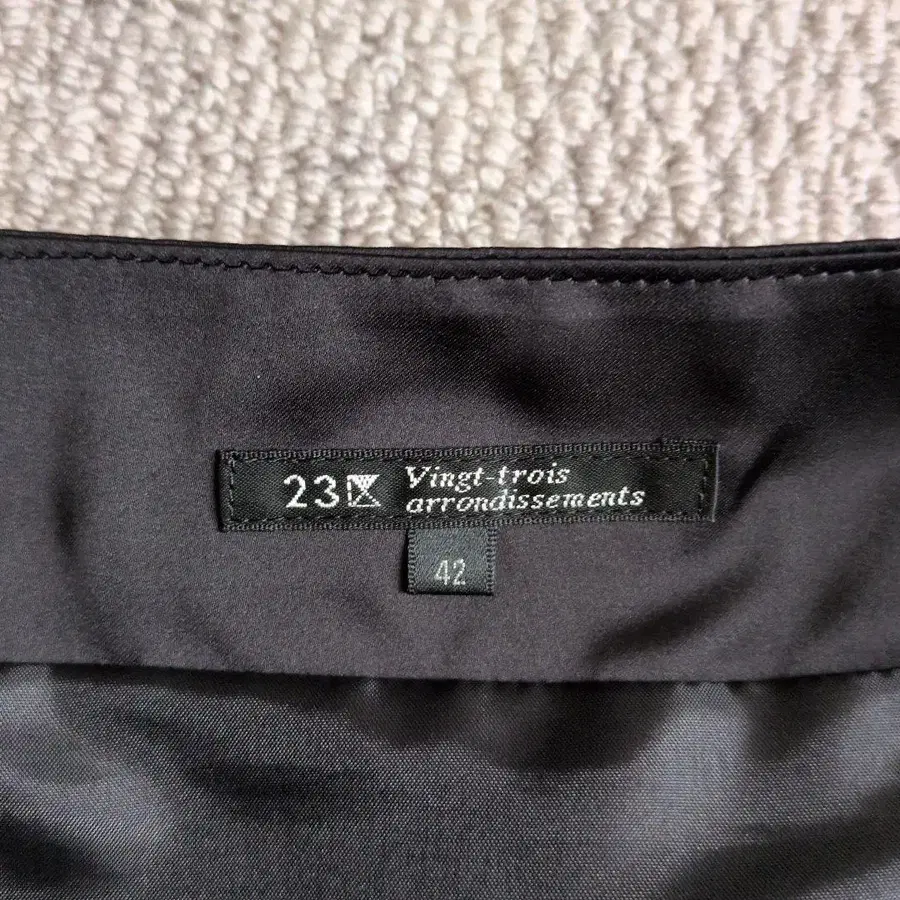 23区 Vingt-trois
arrondissements
42